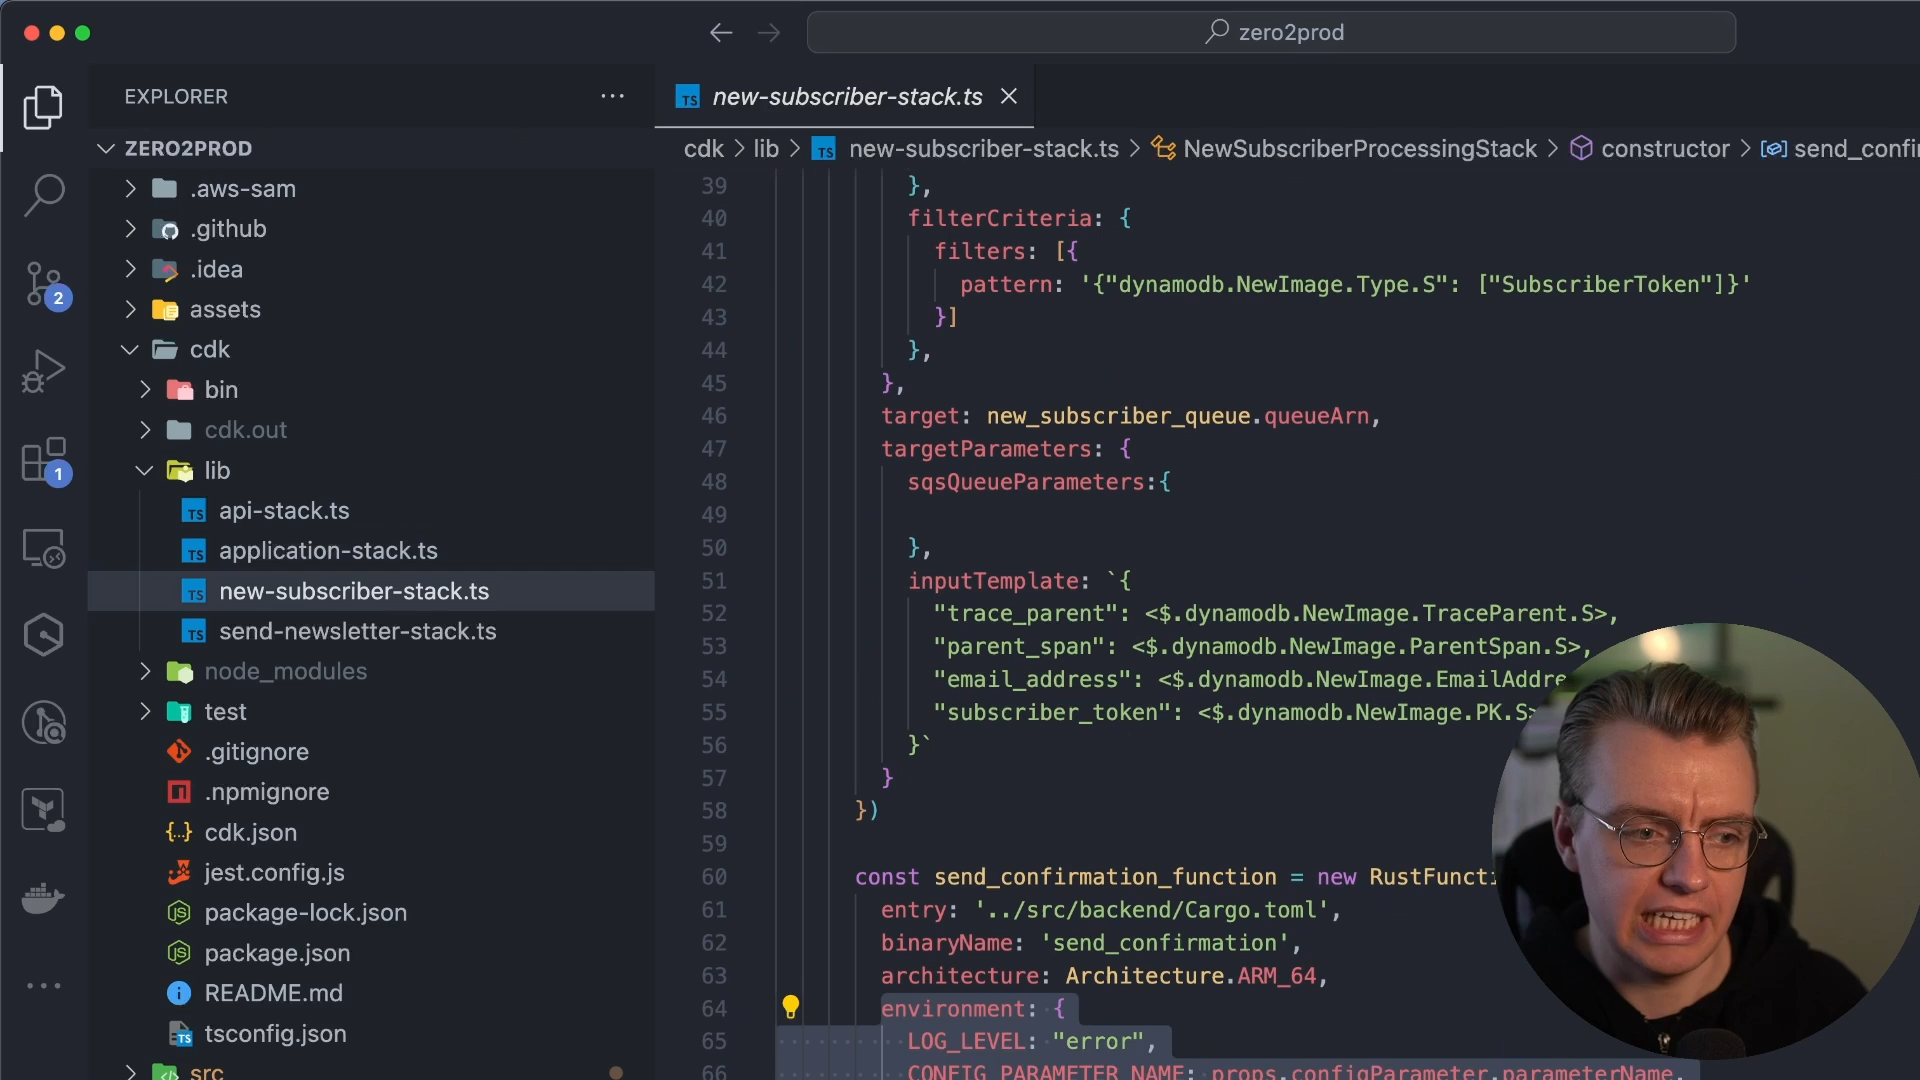 zero2prod
EXPLORER
ZERO2PROD
.aws-sam
.github
.idea
assets
cdk
bin
cdk.out
lib
api-stack.ts
application-stack.ts
new-subscriber-stack.ts
send-newsletter-stack.ts
node_modules
test
.gitignore
.npmignore
cdk.json
jest.config.js
package-lock.json
package.json
README.md
tsconfig.json
src
2
1
TS new-subscriber-stack.ts
cdk > lib > TS new-subscriber-stack.ts > NewSubscriberProcessingStack > constructor > send_confi
39 },
40 filterCriteria: {
41 filters: [{
42 pattern: '{"dynamodb.NewImage.Type.S": ["SubscriberToken"]}'
43 }]
44 },
45 },
46 target: new_subscriber_queue.queueArn,
47 targetParameters: {
48 sqsQueueParameters:{
49
50 },
51 inputTemplate: `{
52 "trace_parent": <$.dynamodb.NewImage.TraceParent.S>,
53 "parent_span": <$.dynamodb.NewImage.ParentSpan.S>,
54 "email_address": <$.dynamodb.NewImage.EmailAddre
55 "subscriber_token": <$.dynamodb.NewImage.PK.S>
56 }`
57 }
58 })
59
60 const send_confirmation_function = new RustFuncti
61 entry: '../src/backend/Cargo.toml',
62 binaryName: 'send_confirmation',
63 architecture: Architecture.ARM_64,
64 environment: {
65 LOG_LEVEL: "error",
66 CONFIG_PARAMETER_NAME: props.configParameter.parameterName,